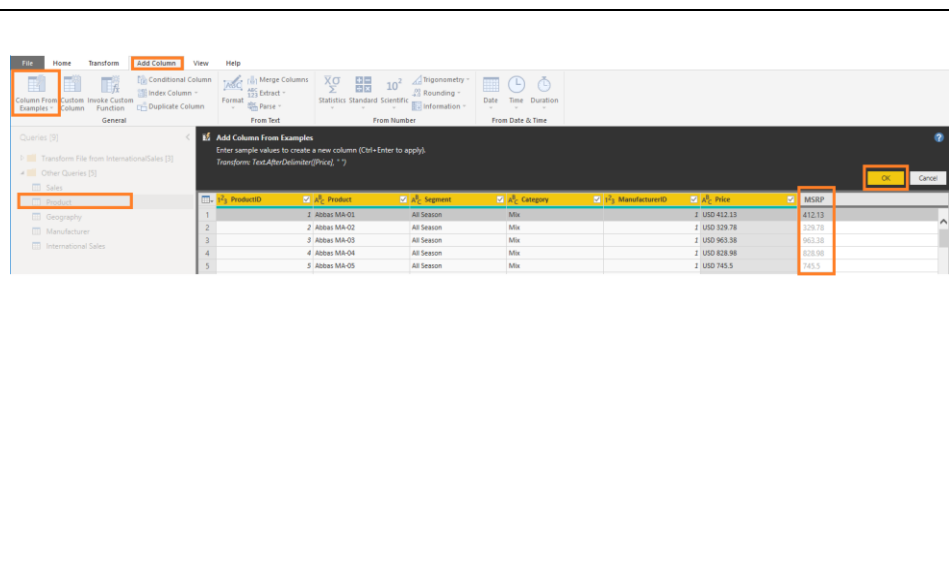 File Home Transform Add Column View Help
Column From Examples Custom Column Invoke Custom Function Conditional Column Index Column Duplicate Column
General
Format Merge Columns ABC 123 Extract Parse
From Text
Statistics Standard 10² Scientific Trigonometry Rounding Information
From Number
Date Time Duration
From Date & Time
Queries [9]
Transform File from InternationalSales [3]
Other Queries [5]
Sales
Product
Geography
Manufacturer
International Sales
Add Column From Examples
Enter sample values to create a new column (Ctrl+Enter to apply).
Transform: Text.AfterDelimiter([Price], " ")
OK Cancel
ProductID Product Segment Category ManufacturerID Price MSRP
1 1 Abbas MA-01 All Season Mix 1 USD 412.13 412.13
2 2 Abbas MA-02 All Season Mix 1 USD 329.78 329.78
3 3 Abbas MA-03 All Season Mix 1 USD 963.38 963.38
4 4 Abbas MA-04 All Season Mix 1 USD 828.98 828.98
5 5 Abbas MA-05 All Season Mix 1 USD 745.5 745.5